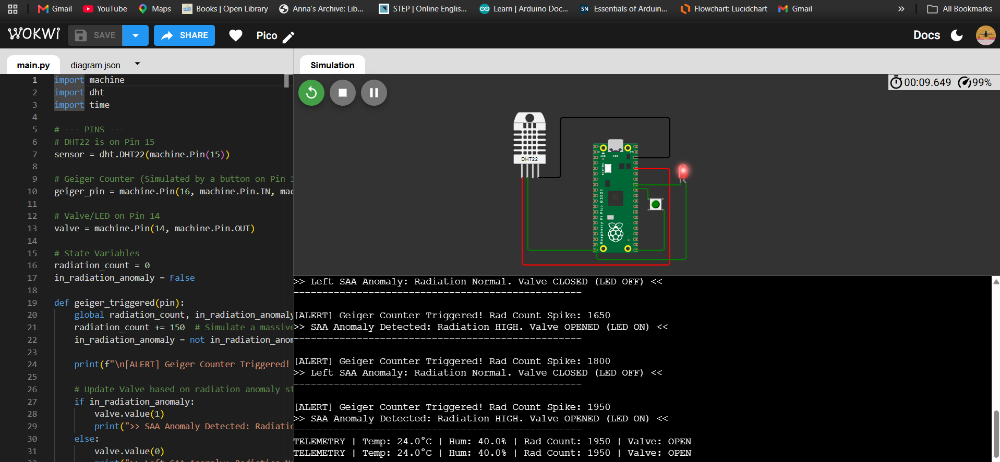 Gmail YouTube Maps Books | Open Library Anna's Archive: Lib... STEP | Online Englis... Learn | Arduino Doc... SN Essentials of Arduin... Flowchart: Lucidchart Gmail » All Bookmarks
WOKWi SAVE SHARE Pico Docs
main.py diagram.json
Simulation
00:09.649 99%
1 import machine
2 import dht
3 import time
4
5 # --- PINS ---
6 # DHT22 is on Pin 15
7 sensor = dht.DHT22(machine.Pin(15))
8
9 # Geiger Counter (Simulated by a button on Pin 1
10 geiger_pin = machine.Pin(16, machine.Pin.IN, mac
11
12 # Valve/LED on Pin 14
13 valve = machine.Pin(14, machine.Pin.OUT)
14
15 # State Variables
16 radiation_count = 0
17 in_radiation_anomaly = False
18
19 def geiger_triggered(pin):
20 global radiation_count, in_radiation_anomaly
21 radiation_count += 150 # Simulate a massive
22 in_radiation_anomaly = not in_radiation_anom
23
24 print(f"\n[ALERT] Geiger Counter Triggered!
25
26 # Update Valve based on radiation anomaly st
27 if in_radiation_anomaly:
28 valve.value(1)
29 print(">> SAA Anomaly Detected: Radiatio
30 else:
31 valve.value(0)
DHT22
LED USB
BOOTSEL
Raspberry Pi Pico ©2020
>> Left SAA Anomaly: Radiation Normal. Valve CLOSED (LED OFF) <<
--------------------------------------------------
[ALERT] Geiger Counter Triggered! Rad Count Spike: 1650
>> SAA Anomaly Detected: Radiation HIGH. Valve OPENED (LED ON) <<
--------------------------------------------------
[ALERT] Geiger Counter Triggered! Rad Count Spike: 1800
>> Left SAA Anomaly: Radiation Normal. Valve CLOSED (LED OFF) <<
--------------------------------------------------
[ALERT] Geiger Counter Triggered! Rad Count Spike: 1950
>> SAA Anomaly Detected: Radiation HIGH. Valve OPENED (LED ON) <<
--------------------------------------------------
TELEMETRY | Temp: 24.0°C | Hum: 40.0% | Rad Count: 1950 | Valve: OPEN
TELEMETRY | Temp: 24.0°C | Hum: 40.0% | Rad Count: 1950 | Valve: OPEN